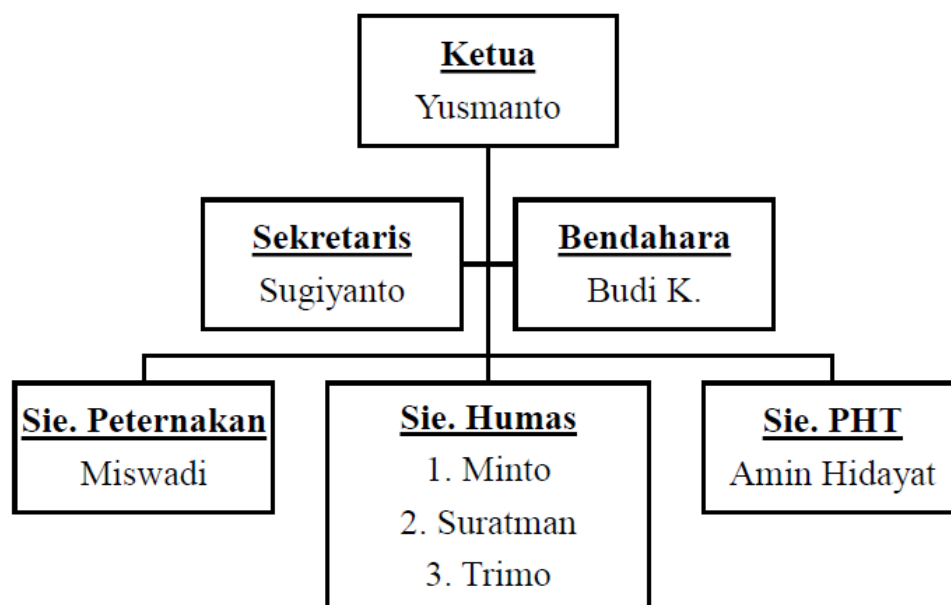 Ketua
Yusmanto
Sekretaris
Sugiyanto
Bendahara
Budi K.
Sie. Peternakan
Miswadi
Sie. Humas
1. Minto
2. Suratman
3. Trimo
Sie. PHT
Amin Hidayat